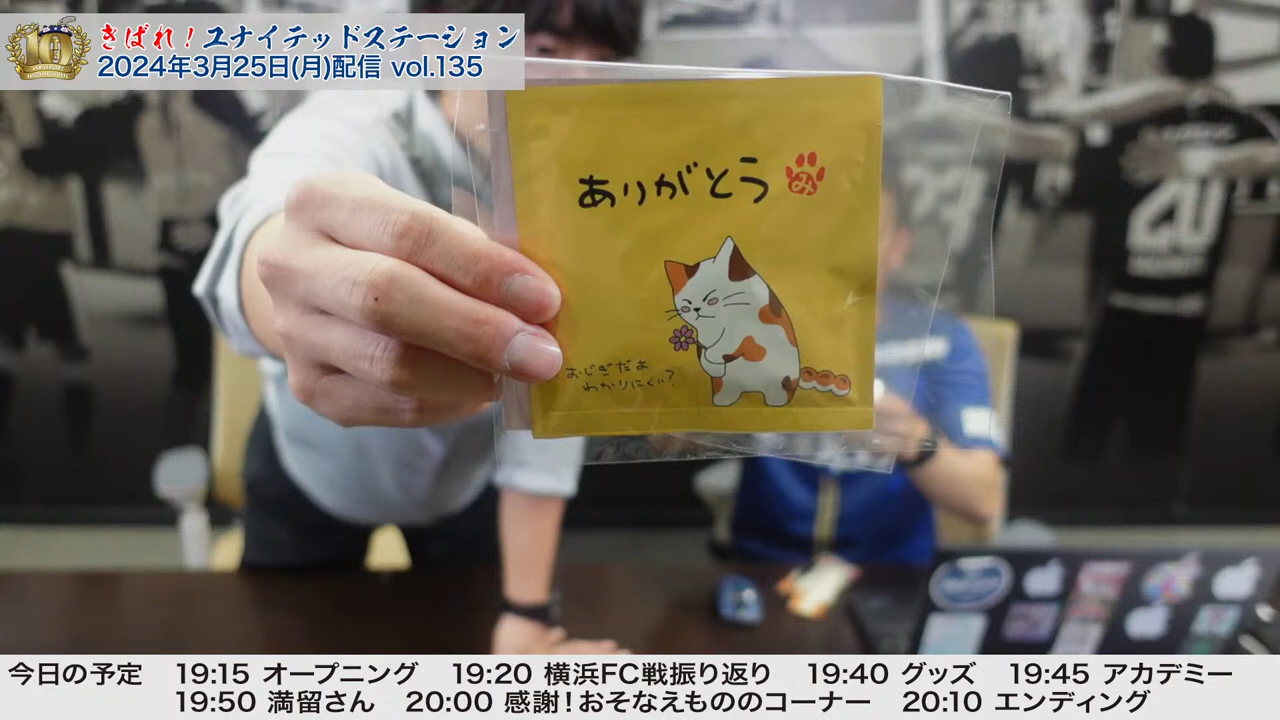 10
きばれ！ユナイテッドステーション
2024年3月25日(月)配信 vol.135
ありがとう
み
おじぎだよ
わかりにくい?
20
今日の予定 19:15 オープニング 19:20 横浜FC戦振り返り 19:40 グッズ 19:45 アカデミー
19:50 満留さん 20:00 感謝！おそなえもののコーナー 20:10 エンディング